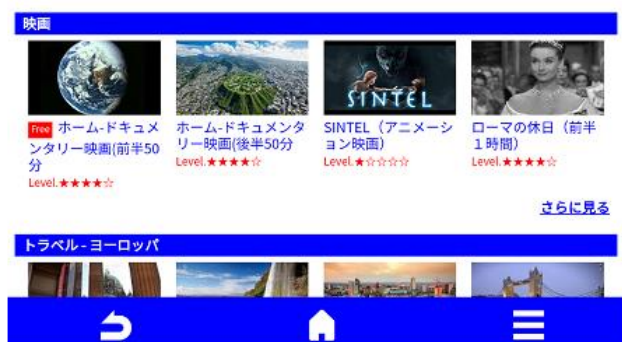 映画
Free ホーム-ドキュメ
ンタリー映画(前半50
分
Level.★★★★☆
ホーム-ドキュメンタ
リー映画(後半50分
Level.★★★★☆
SINTEL
SINTEL（アニメーシ
ョン映画）
Level.★☆☆☆☆
ローマの休日（前半
１時間）
Level.★★★★☆
さらに見る
トラベル - ヨーロッパ